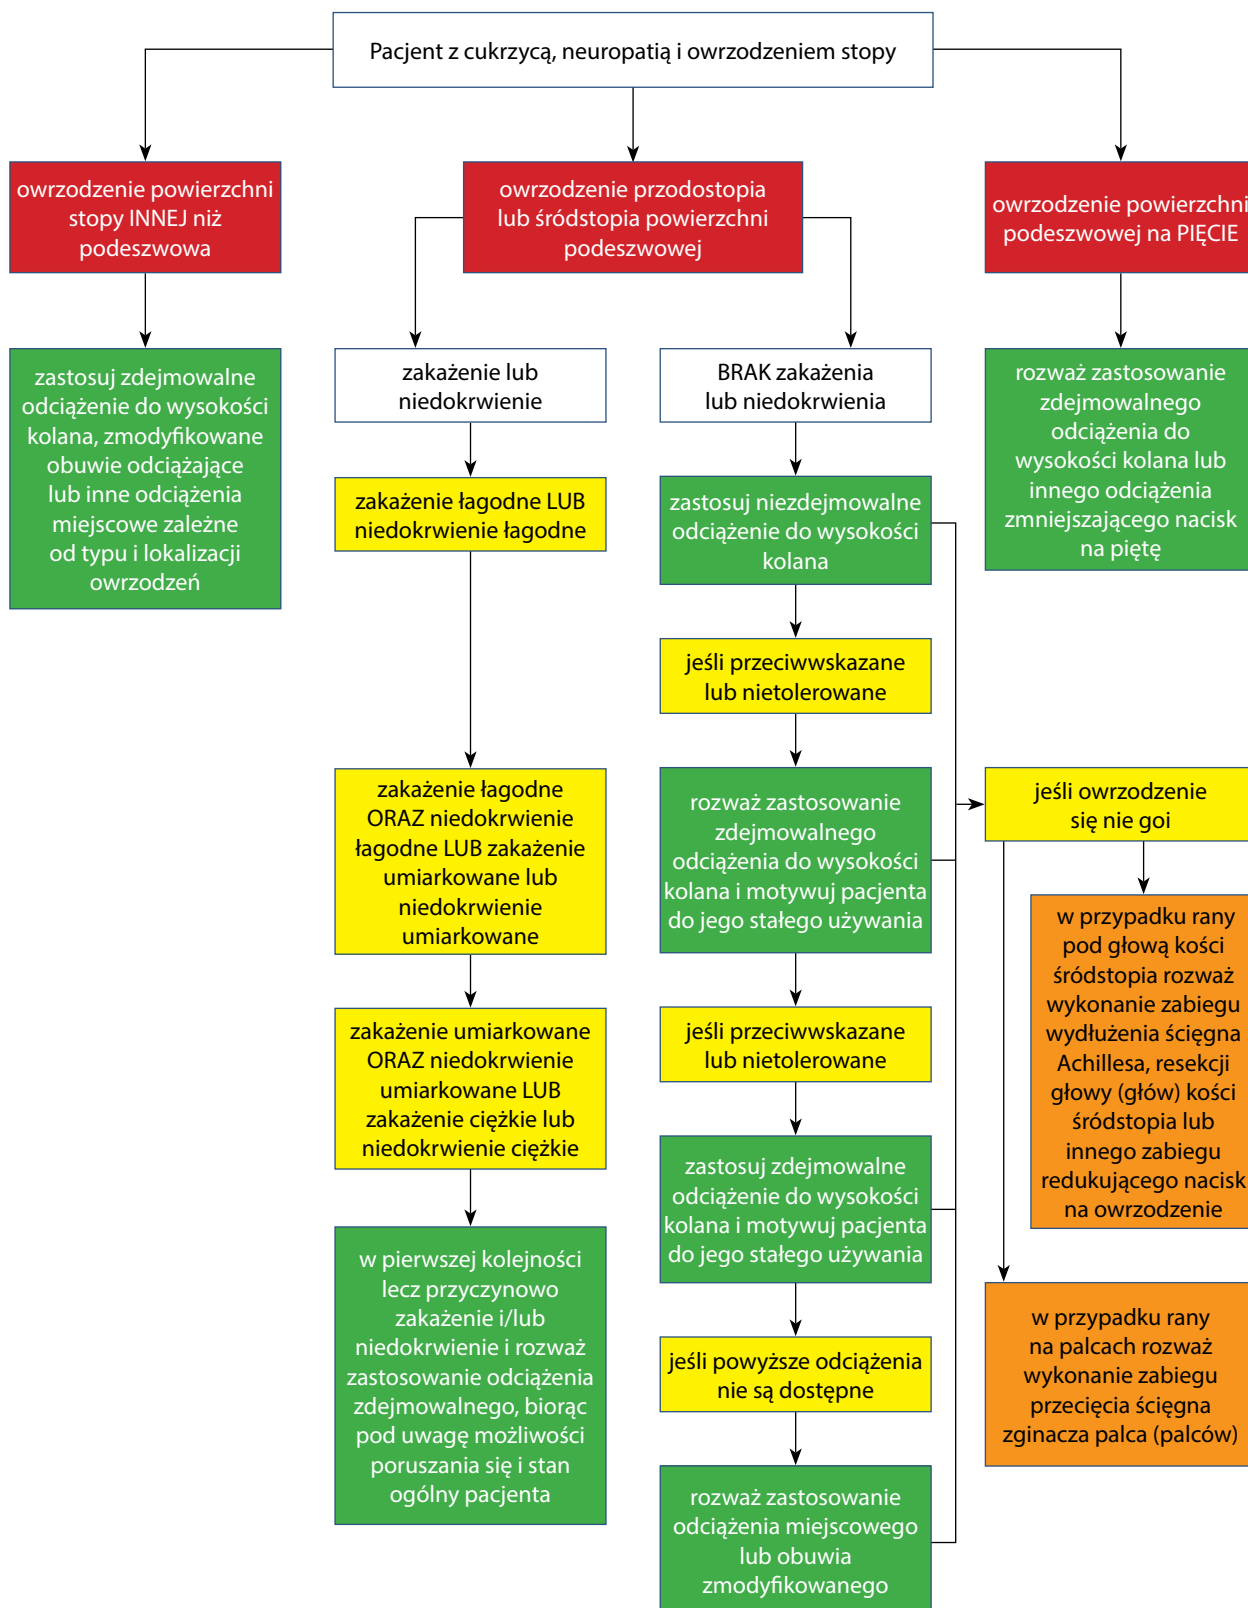 Pacjent z cukrzycą, neuropatią i owrzodzeniem stopy
owrzodzenie powierzchni
stopy INNEJ niż
podeszwowa
owrzodzenie przodostopia
lub śródstopia powierzchni
podeszwowej
owrzodzenie powierzchni
podeszwowej na PIĘCIE
zastosuj zdejmowalne
odciążenie do wysokości
kolana, zmodyfikowane
obuwie odciążające
lub inne odciążenia
miejscowe zależne
od typu i lokalizacji
owrzodzeń
zakażenie lub
niedokrwienie
zakażenie łagodne LUB
niedokrwienie łagodne
zakażenie łagodne
ORAZ niedokrwienie
łagodne LUB zakażenie
umiarkowane lub
niedokrwienie
umiarkowane
zakażenie umiarkowane
ORAZ niedokrwienie
umiarkowane LUB
zakażenie ciężkie lub
niedokrwienie ciężkie
w pierwszej kolejności
lecz przyczynowo
zakażenie i/lub
niedokrwienie i rozważ
zastosowanie odciążenia
zdejmowalnego, biorąc
pod uwagę możliwości
poruszania się i stan
ogólny pacjenta
BRAK zakażenia
lub niedokrwienia
zastosuj niezdejmowalne
odciążenie do wysokości
kolana
jeśli przeciwwskazane
lub nietolerowane
rozważ zastosowanie
zdejmowalnego
odciążenia do wysokości
kolana i motywuj pacjenta
do jego stałego używania
jeśli przeciwwskazane
lub nietolerowane
zastosuj zdejmowalne
odciążenie do wysokości
kolana i motywuj pacjenta
do jego stałego używania
jeśli powyższe odciążenia
nie są dostępne
rozważ zastosowanie
odciążenia miejscowego
lub obuwia
zmodyfikowanego
rozważ zastosowanie
zdejmowalnego
odciążenia do
wysokości kolana lub
innego odciążenia
zmniejszającego nacisk
na piętę
jeśli owrzodzenie
się nie goi
w przypadku rany
pod głową kości
śródstopia rozważ
wykonanie zabiegu
wydłużenia ścięgna
Achillesa, resekcji
głowy (głów) kości
śródstopia lub
innego zabiegu
redukującego nacisk
na owrzodzenie
w przypadku rany
na palcach rozważ
wykonanie zabiegu
przecięcia ścięgna
zginacza palca (palców)